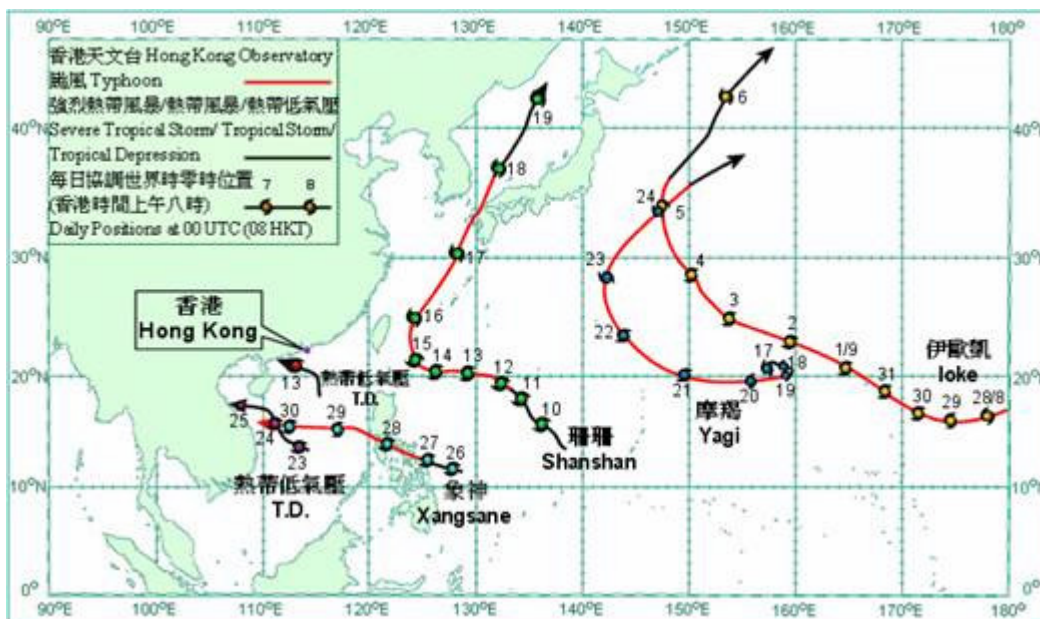 90°E 100°E 110°E 120°E 130°E 140°E 150°E 160°E 170°E 180°
香港天文台 Hong Kong Observatory
颱風 Typhoon
強烈熱帶風暴/熱帶風暴/熱帶低氣壓
Severe Tropical Storm/ Tropical Storm/
Tropical Depression
每日協調世界時零時位置 7 8
(香港時間上午八時)
Daily Positions at 00 UTC (08 HKT)
40°N
40°N
30°N
30°N
20°N
20°N
10°N
10°N
0°
0°
香港
Hong Kong
13
熱帶低氣壓
T.D.
25
24
23
熱帶低氣壓
T.D.
30
29
28
27
26
象神
Xangsane
19
18
17
16
15
14
13
12
11
10
珊珊
Shanshan
24
23
22
21
20
19
18
17
摩羯
Yagi
6
5
4
3
2
1/9
31
30
29
28/8
伊歐凱
Ioke
90°E 100°E 110°E 120°E 130°E 140°E 150°E 160°E 170°E 180°